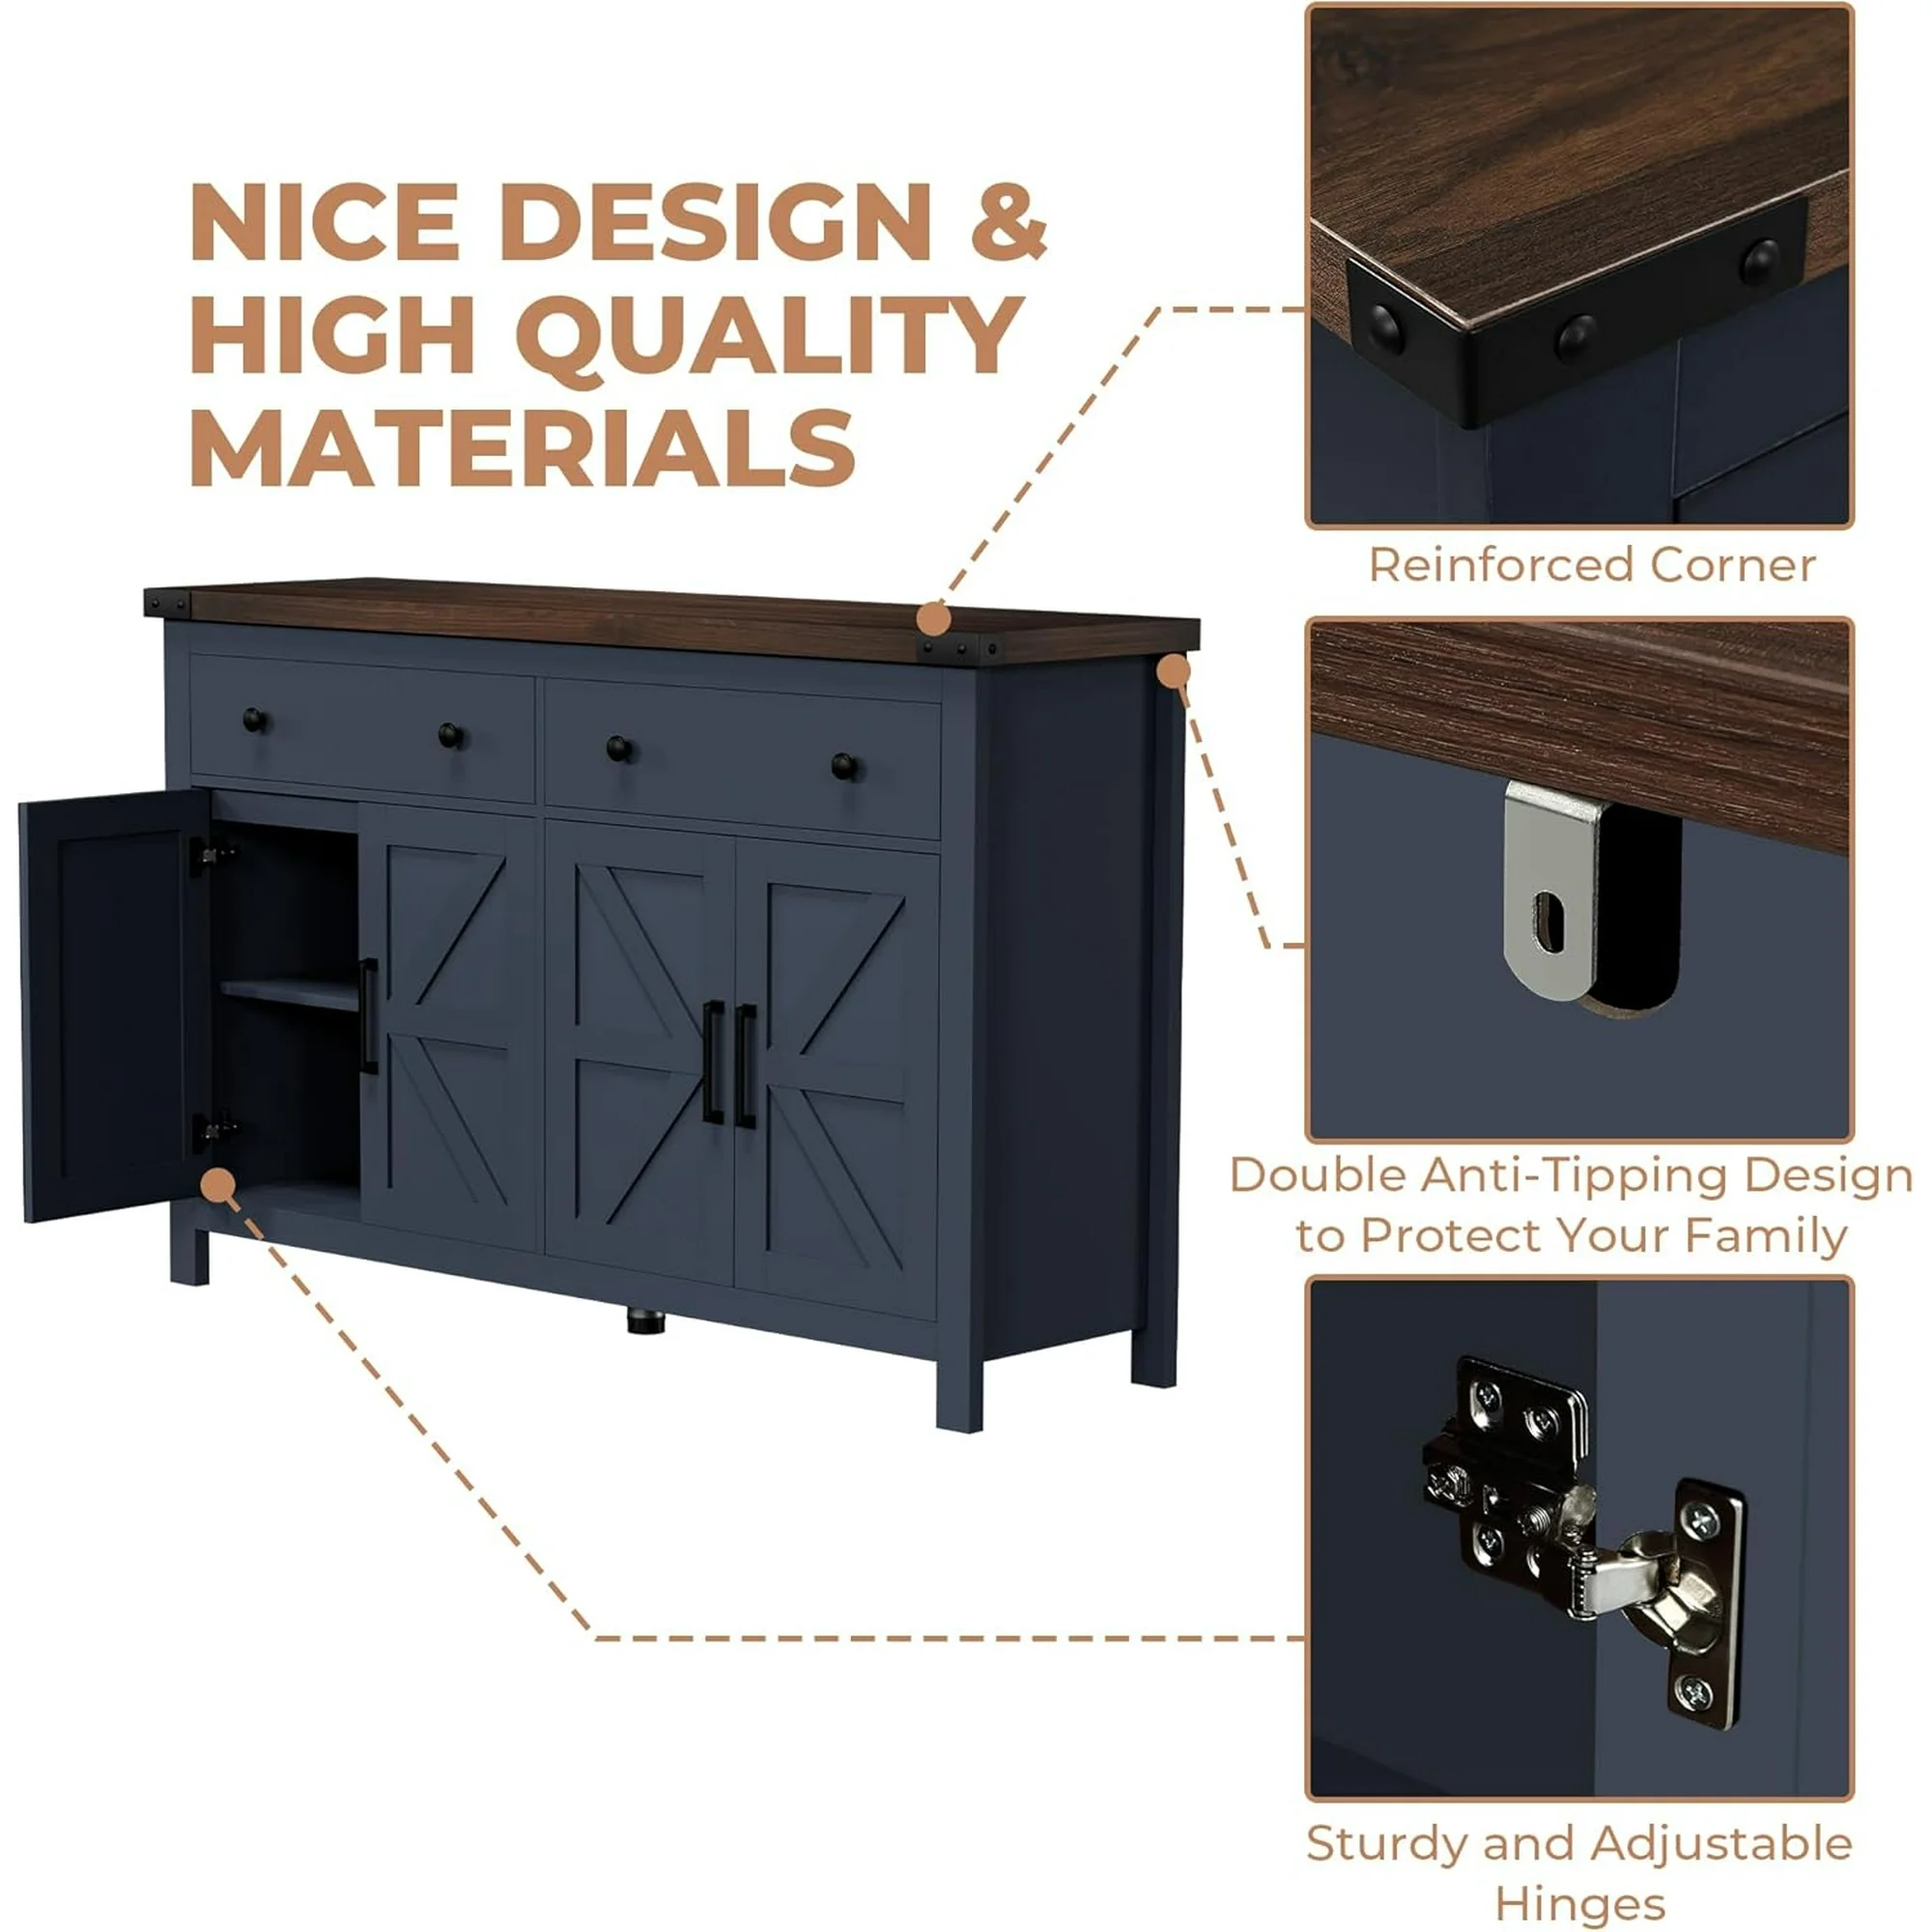 NICE DESIGN &
HIGH QUALITY
MATERIALS
Reinforced Corner
Double Anti-Tipping Design
to Protect Your Family
Sturdy and Adjustable
Hinges